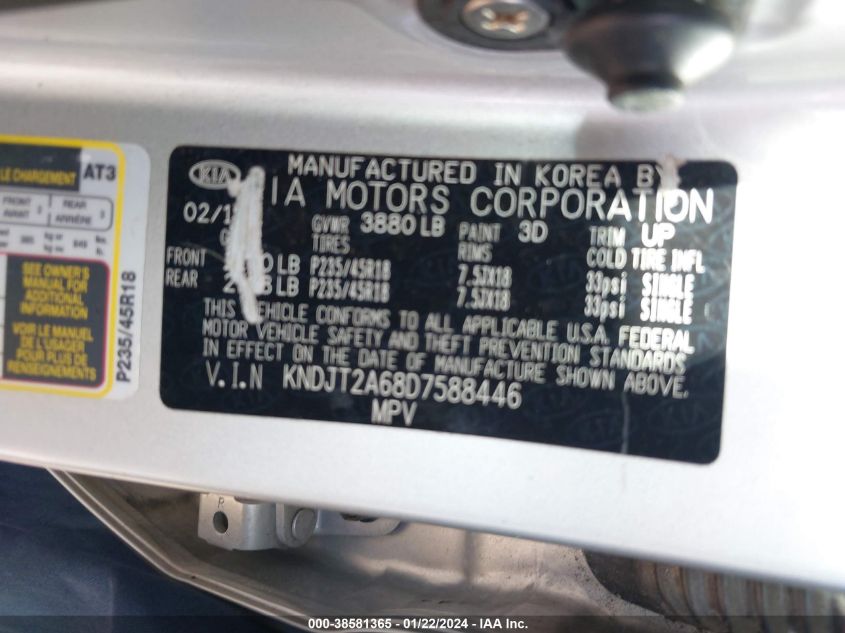 LE CHARGEMENT AT3
FRONT
AVANT
REAR
ARRIÈRE
SEE OWNER'S
MANUAL FOR
ADDITIONAL
INFORMATION
VOIR LE MANUEL
DE L'USAGER
POUR PLUS DE
RENSEIGNEMENTS
P235/45R18
KIA
MANUFACTURED IN KOREA BY
IA MOTORS CORPORATION
02/1
GVWR 3880 LB PAINT 3D TRIM UP
TIRES RIMS COLD TIRE INFL
FRONT LB P235/45R18 7.5JX18 33psi SINGLE
REAR LB P235/45R18 7.5JX18 33psi SINGLE
THIS VEHICLE CONFORMS TO ALL APPLICABLE U.S.A. FEDERAL
MOTOR VEHICLE SAFETY AND THEFT PREVENTION STANDARDS
IN EFFECT ON THE DATE OF MANUFACTURE SHOWN ABOVE.
V.I.N KNDJT2A68D7588446
MPV
000-38581365 / 01/22/2024 - IAA Inc.